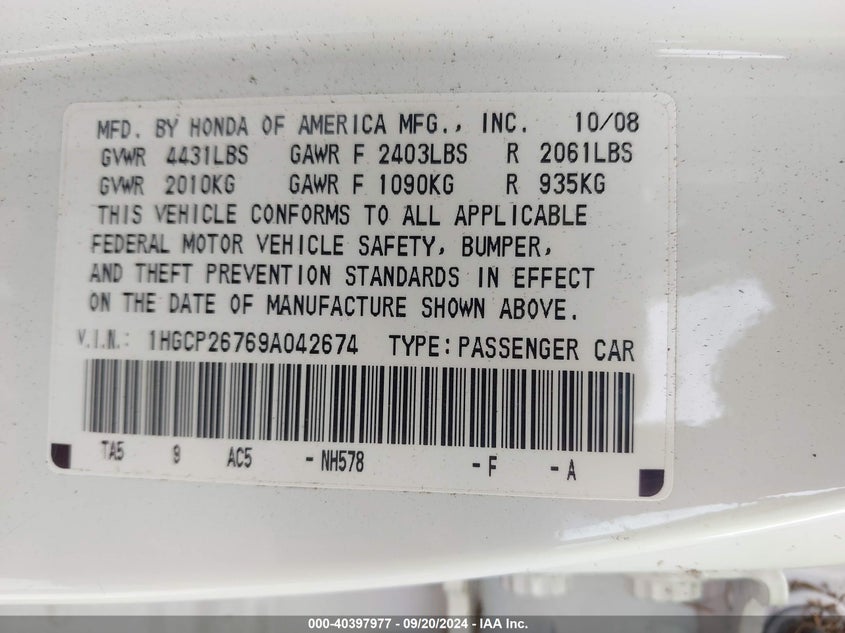 MFD. BY HONDA OF AMERICA MFG., INC. 10/08
GVWR 4431LBS GAWR F 2403LBS R 2061LBS
GVWR 2010KG GAWR F 1090KG R 935KG
THIS VEHICLE CONFORMS TO ALL APPLICABLE
FEDERAL MOTOR VEHICLE SAFETY, BUMPER,
AND THEFT PREVENTION STANDARDS IN EFFECT
ON THE DATE OF MANUFACTURE SHOWN ABOVE.
V.I.N.: 1HGCP26769A042674 TYPE: PASSENGER CAR
TA5 9 AC5 -NH578 -F -A
000-40397977 - 09/20/2024 - IAA Inc.